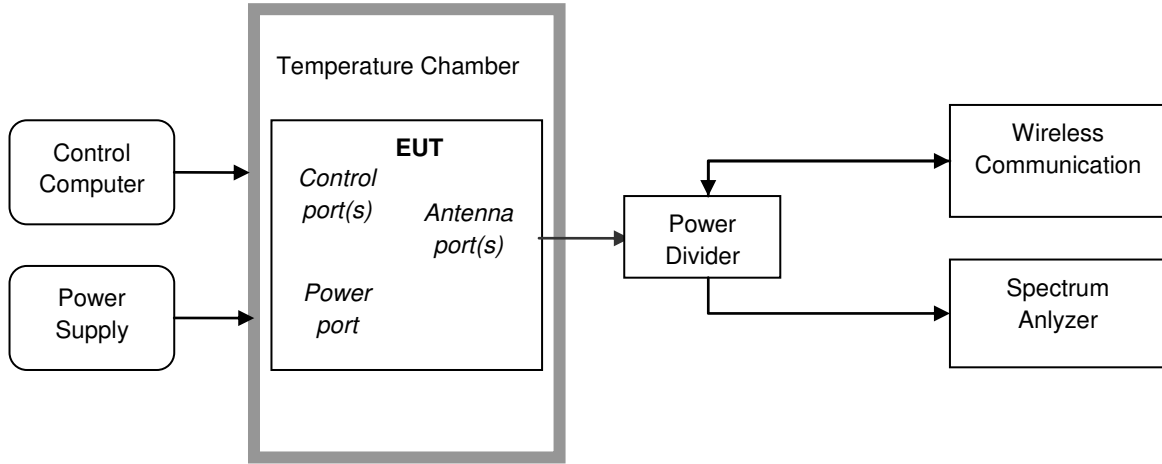 Temperature Chamber
Control
Computer
Power
Supply
EUT
Control
port(s)
Antenna
port(s)
Power
port
Power
Divider
Wireless
Communication
Spectrum
Anlyzer